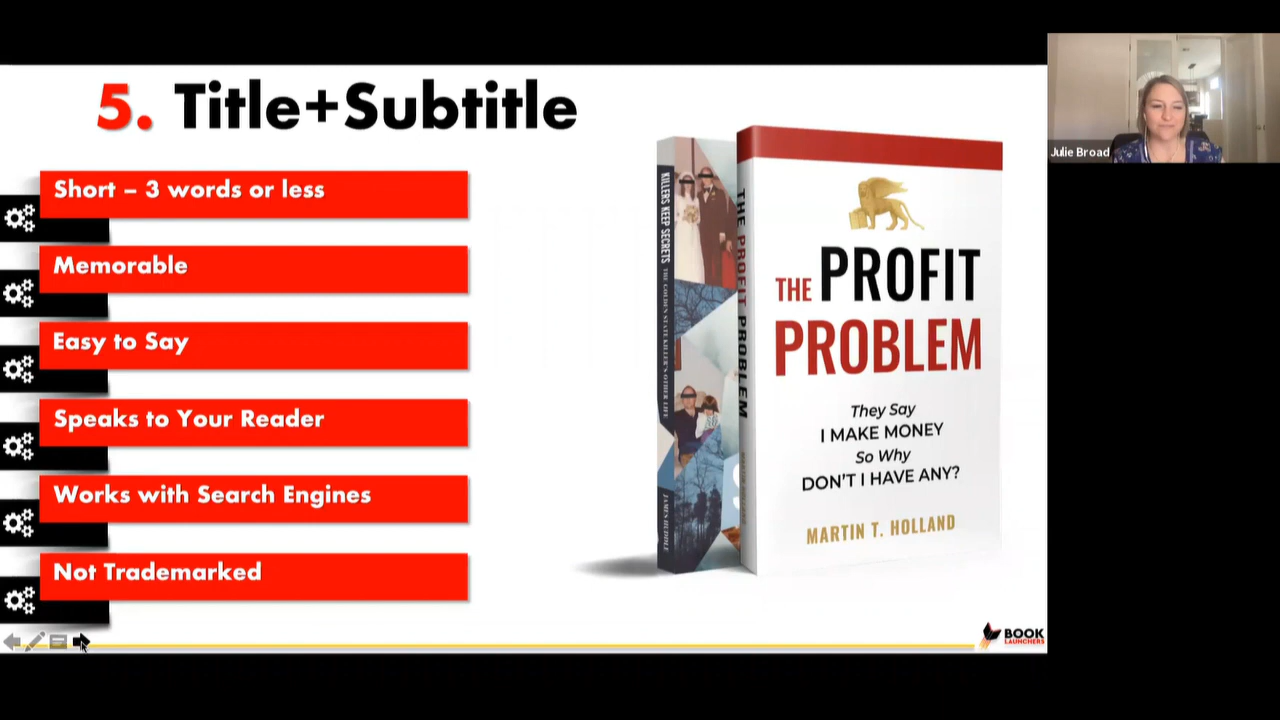 5. Title+Subtitle
Short – 3 words or less
Memorable
Easy to Say
Speaks to Your Reader
Works with Search Engines
Not Trademarked
KILLERS KEEP SECRETS
THE GOLDEN STATE KILLER'S OTHER LIFE
JAMES HUDDLE
THE PROFIT PROBLEM
MARTIN HOLLAND
THE PROFIT
PROBLEM
They Say
I MAKE MONEY
So Why
DON'T I HAVE ANY?
MARTIN T. HOLLAND
BOOK
LAUNCHERS
Julie Broad